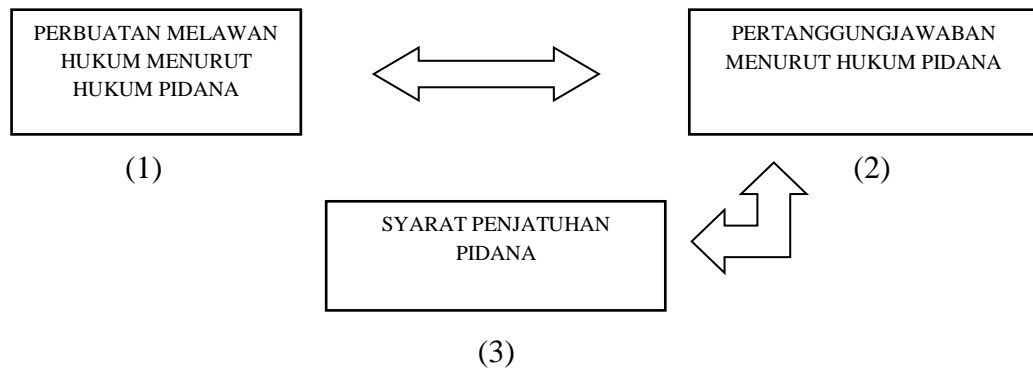 PERBUATAN MELAWAN
HUKUM MENURUT
HUKUM PIDANA
PERTANGGUNGJAWABAN
MENURUT HUKUM PIDANA
(1)
(2)
SYARAT PENJATUHAN
PIDANA
(3)